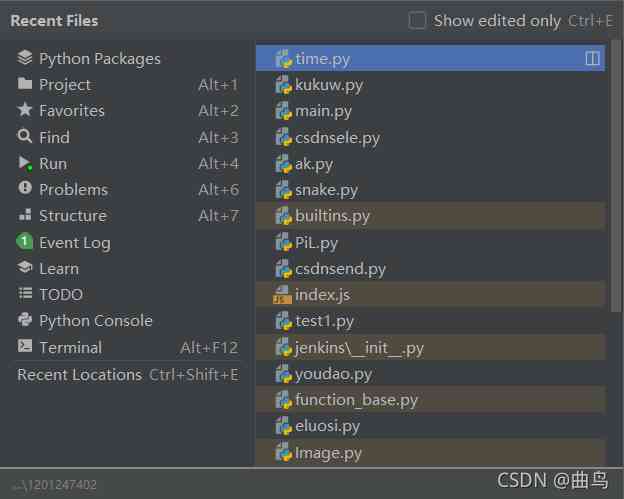 Recent Files
Show edited only Ctrl+E
Python Packages
Project Alt+1
Favorites Alt+2
Find Alt+3
Run Alt+4
Problems Alt+6
Structure Alt+7
1 Event Log
Learn
TODO
Python Console
Terminal Alt+F12
Recent Locations Ctrl+Shift+E
time.py
kukuw.py
main.py
csdnsele.py
ak.py
snake.py
builtins.py
PiL.py
csdnsend.py
JS index.js
test1.py
jenkins\__init__.py
youdao.py
function_base.py
eluosi.py
Image.py
...\1201247402
CSDN @曲鸟